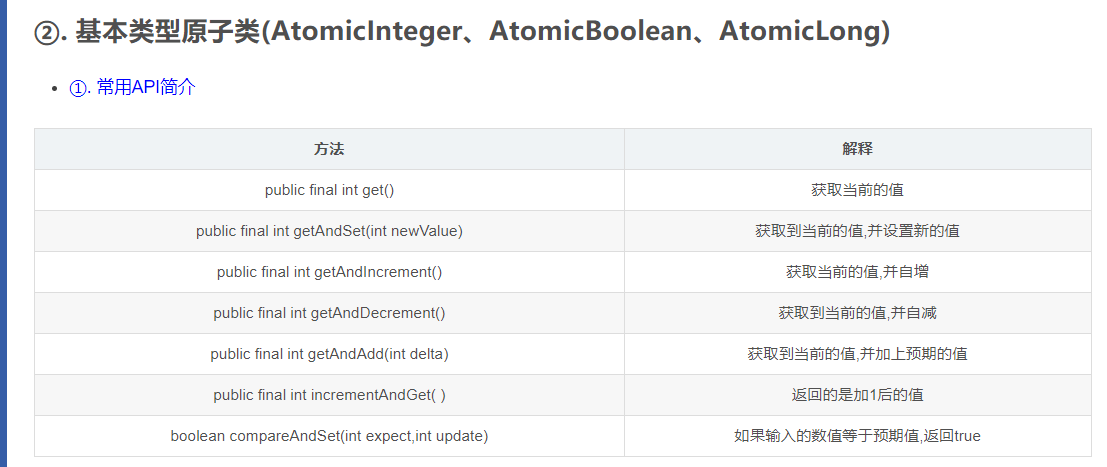 ②. 基本类型原子类(AtomicInteger、AtomicBoolean、AtomicLong)
①. 常用API简介
方法 解释
public final int get() 获取当前的值
public final int getAndSet(int newValue) 获取到当前的值,并设置新的值
public final int getAndIncrement() 获取当前的值,并自增
public final int getAndDecrement() 获取到当前的值,并自减
public final int getAndAdd(int delta) 获取到当前的值,并加上预期的值
public final int incrementAndGet( ) 返回的是加1后的值
boolean compareAndSet(int expect,int update) 如果输入的数值等于预期值,返回true